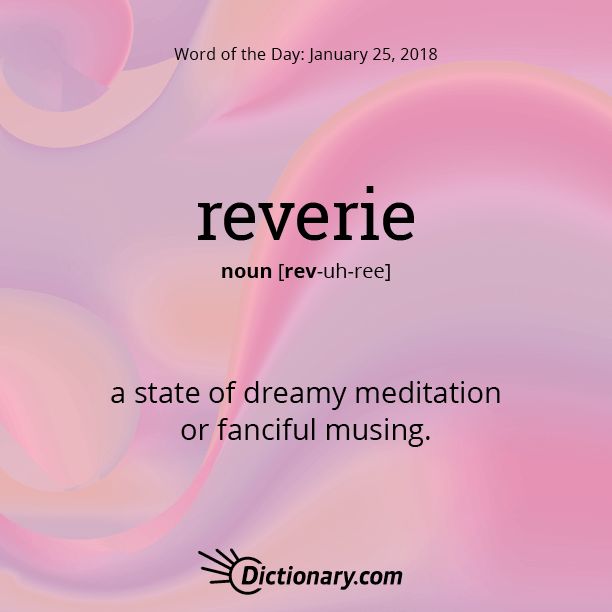 Word of the Day: January 25, 2018
reverie
noun [rev-uh-ree]
a state of dreamy meditation
or fanciful musing.
Dictionary.com